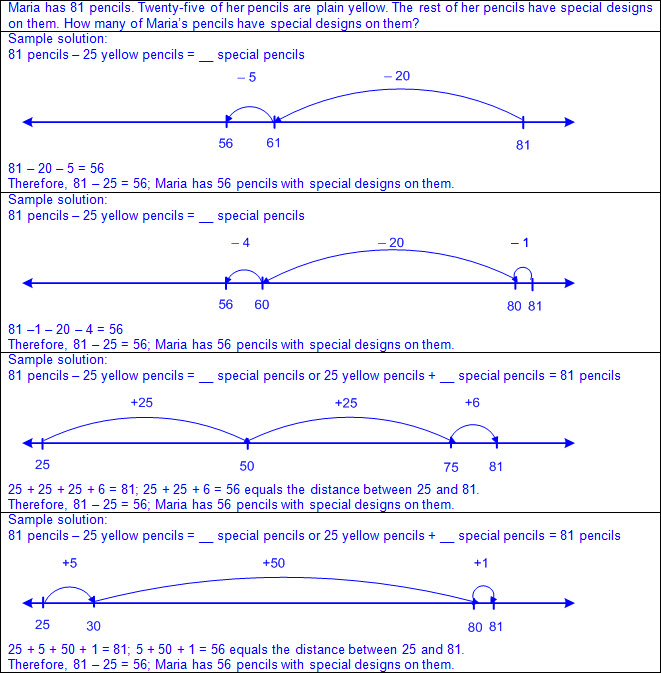 Maria has 81 pencils. Twenty-five of her pencils are plain yellow. The rest of her pencils have special designs
on them. How many of Maria's pencils have special designs on them?
Sample solution:
81 pencils – 25 yellow pencils = __ special pencils
– 5 – 20
56 61 81
81 – 20 – 5 = 56
Therefore, 81 – 25 = 56; Maria has 56 pencils with special designs on them.
Sample solution:
81 pencils – 25 yellow pencils = __ special pencils
– 4 – 20 – 1
56 60 80 81
81 –1 – 20 – 4 = 56
Therefore, 81 – 25 = 56; Maria has 56 pencils with special designs on them.
Sample solution:
81 pencils – 25 yellow pencils = __ special pencils or 25 yellow pencils + __ special pencils = 81 pencils
+25 +25 +6
25 50 75 81
25 + 25 + 25 + 6 = 81; 25 + 25 + 6 = 56 equals the distance between 25 and 81.
Therefore, 81 – 25 = 56; Maria has 56 pencils with special designs on them.
Sample solution:
81 pencils – 25 yellow pencils = __ special pencils or 25 yellow pencils + __ special pencils = 81 pencils
+5 +50 +1
25 30 80 81
25 + 5 + 50 + 1 = 81; 5 + 50 + 1 = 56 equals the distance between 25 and 81.
Therefore, 81 – 25 = 56; Maria has 56 pencils with special designs on them.